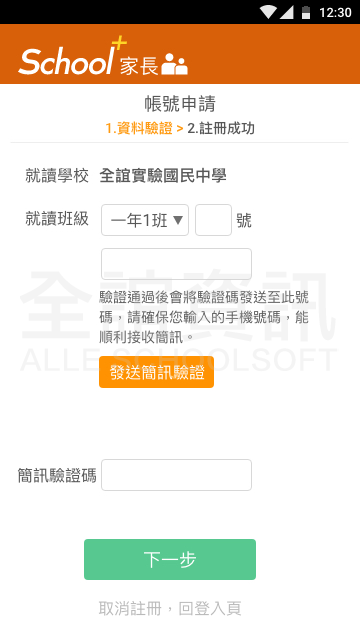 12:30
School+ 家長
帳號申請
1.資料驗證 > 2.註冊成功
就讀學校 全誼實驗國民中學
就讀班級 一年1班 號
驗證通過後會將驗證碼發送至此號
碼，請確保您輸入的手機號碼，能
順利接收簡訊。
全誼資訊
ALLESCHOOLSOFT
發送簡訊驗證
簡訊驗證碼
下一步
取消註冊，回登入頁